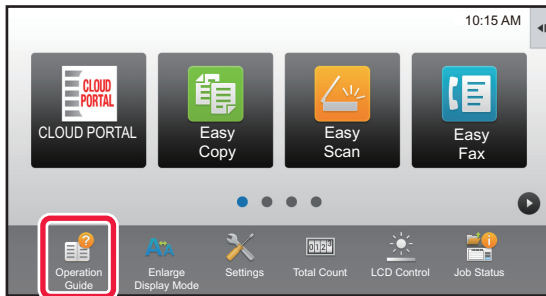 10:15 AM
CLOUD
PORTAL
CLOUD PORTAL
Easy
Copy
Easy
Scan
Easy
Fax
Operation
Guide
Enlarge
Display Mode
Settings
Total Count
LCD Control
Job Status